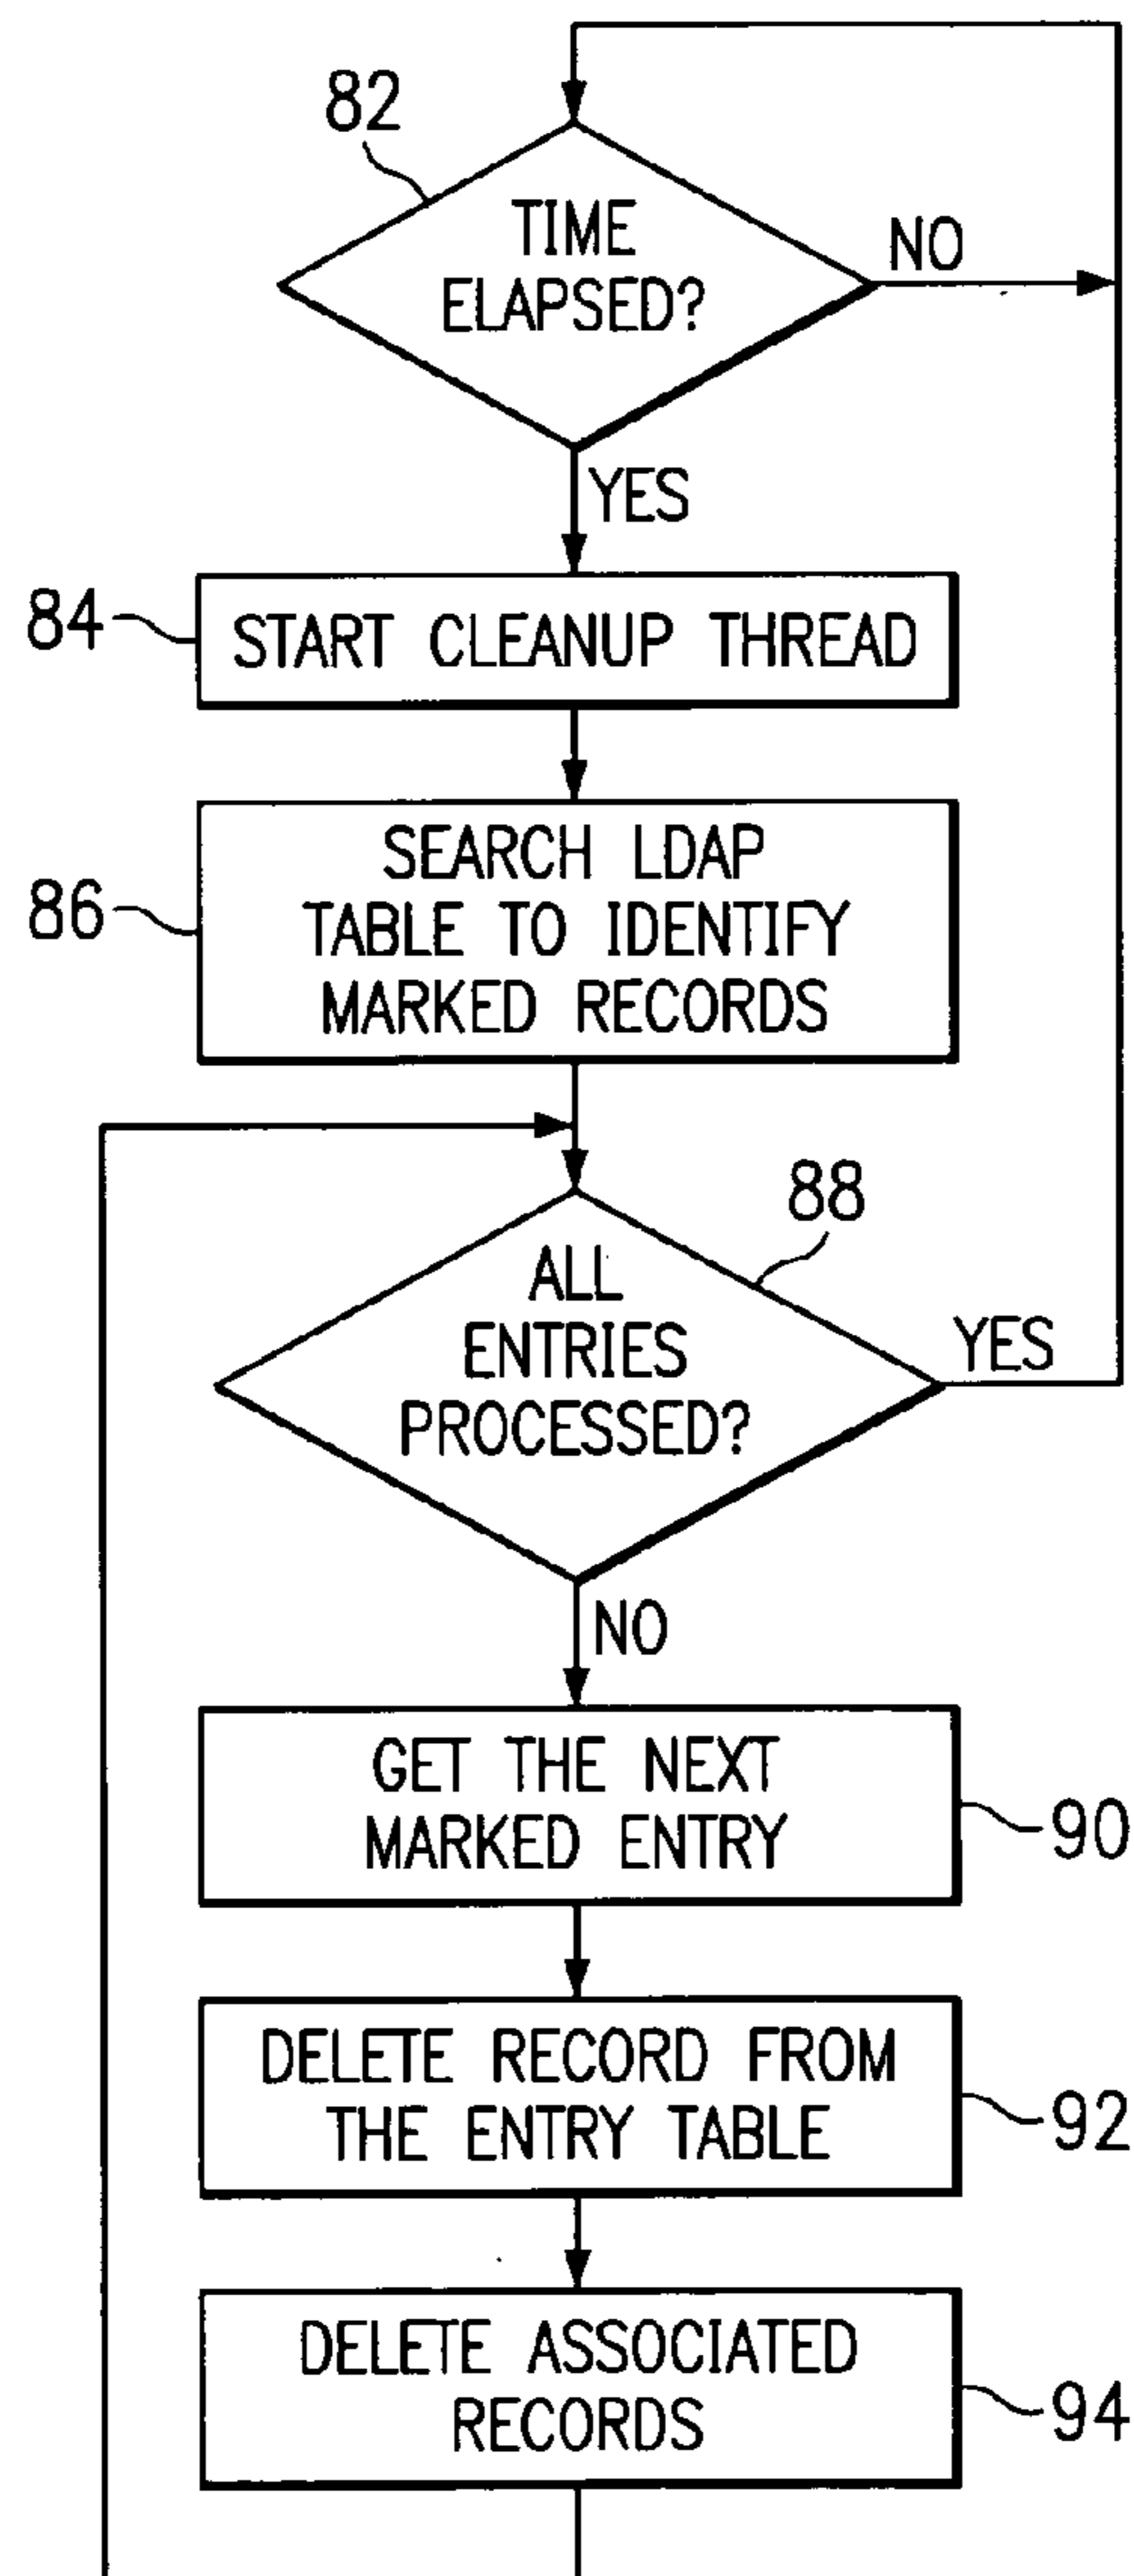 82
TIME
ELAPSED?
NO
YES
84
START CLEANUP THREAD
86
SEARCH LDAP
TABLE TO IDENTIFY
MARKED RECORDS
88
ALL
ENTRIES
PROCESSED?
YES
NO
GET THE NEXT
MARKED ENTRY
90
DELETE RECORD FROM
THE ENTRY TABLE
92
DELETE ASSOCIATED
RECORDS
94